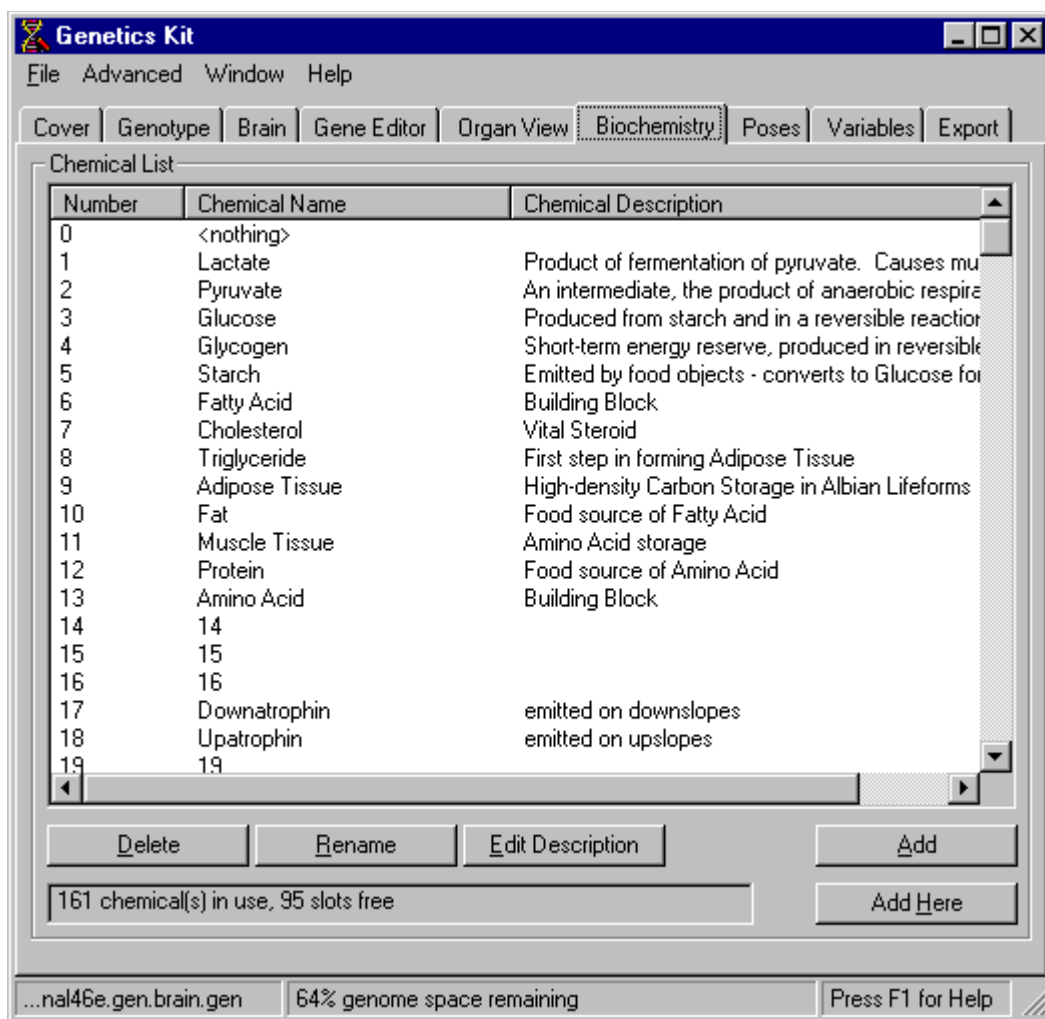 Genetics Kit
File Advanced Window Help
Cover Genotype Brain Gene Editor Organ View Biochemistry Poses Variables Export
Chemical List
Number Chemical Name Chemical Description
0 <nothing>
1 Lactate Product of fermentation of pyruvate. Causes mu
2 Pyruvate An intermediate, the product of anaerobic respira
3 Glucose Produced from starch and in a reversible reaction
4 Glycogen Short-term energy reserve, produced in reversible
5 Starch Emitted by food objects - converts to Glucose for
6 Fatty Acid Building Block
7 Cholesterol Vital Steroid
8 Triglyceride First step in forming Adipose Tissue
9 Adipose Tissue High-density Carbon Storage in Albian Lifeforms
10 Fat Food source of Fatty Acid
11 Muscle Tissue Amino Acid storage
12 Protein Food source of Amino Acid
13 Amino Acid Building Block
14 14
15 15
16 16
17 Downatrophin emitted on downslopes
18 Upatrophin emitted on upslopes
19 19
Delete Rename Edit Description Add
161 chemical(s) in use, 95 slots free Add Here
...nal46e.gen.brain.gen 64% genome space remaining Press F1 for Help